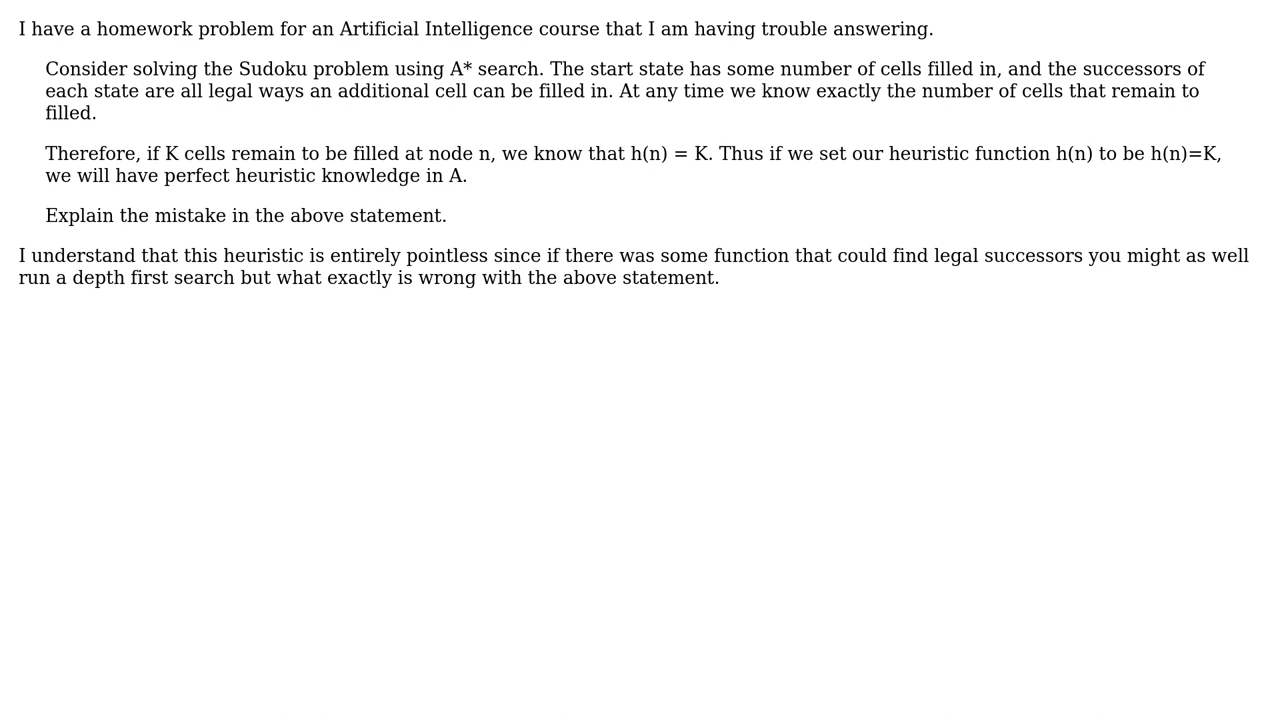 I have a homework problem for an Artificial Intelligence course that I am having trouble answering.
Consider solving the Sudoku problem using A* search. The start state has some number of cells filled in, and the successors of
each state are all legal ways an additional cell can be filled in. At any time we know exactly the number of cells that remain to
filled.
Therefore, if K cells remain to be filled at node n, we know that h(n) = K. Thus if we set our heuristic function h(n) to be h(n)=K,
we will have perfect heuristic knowledge in A.
Explain the mistake in the above statement.
I understand that this heuristic is entirely pointless since if there was some function that could find legal successors you might as well
run a depth first search but what exactly is wrong with the above statement.